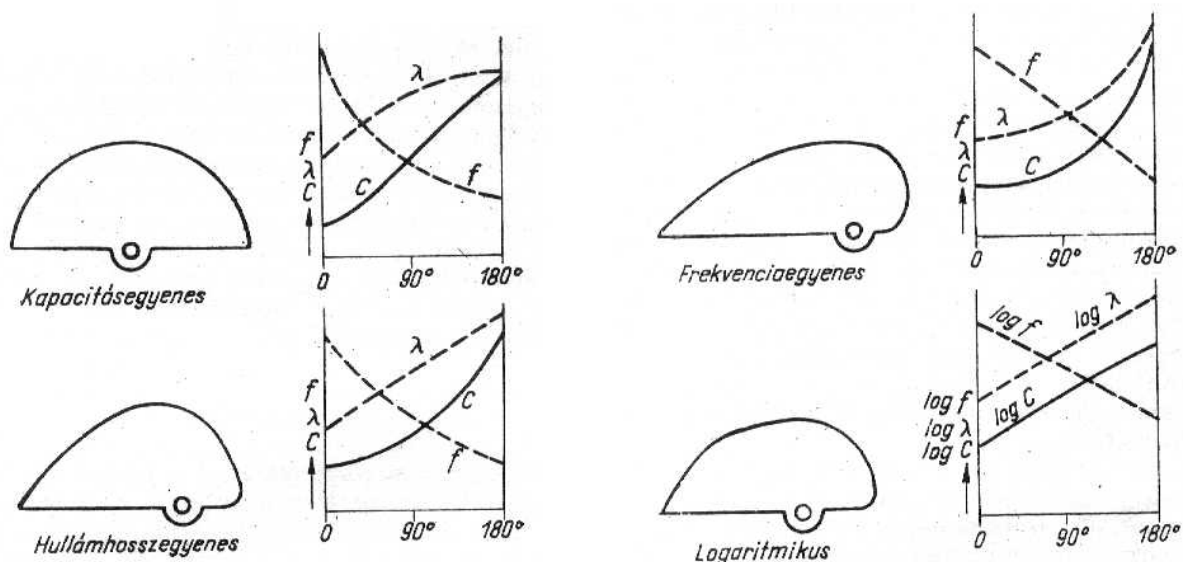 λ
f
f
λ
C
C
0 90° 180°
Kapacitásegyenes
f
λ
f
λ
C
C
0 90° 180°
Frekvenciaegyenes
λ
f
λ
C
C
f
0 90° 180°
Hullámhosszegyenes
log f
log λ
log f
log λ
log C
log C
0 90° 180°
Logaritmikus